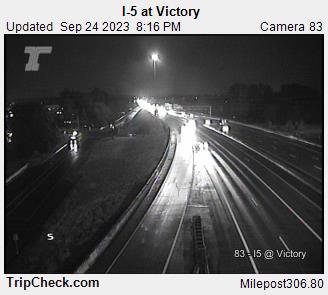 I-5 at Victory
Updated  Sep 24 2023  8:16 PM
Camera 83
T
S
83 - I5 @ Victory
TripCheck.com
Milepost306.80